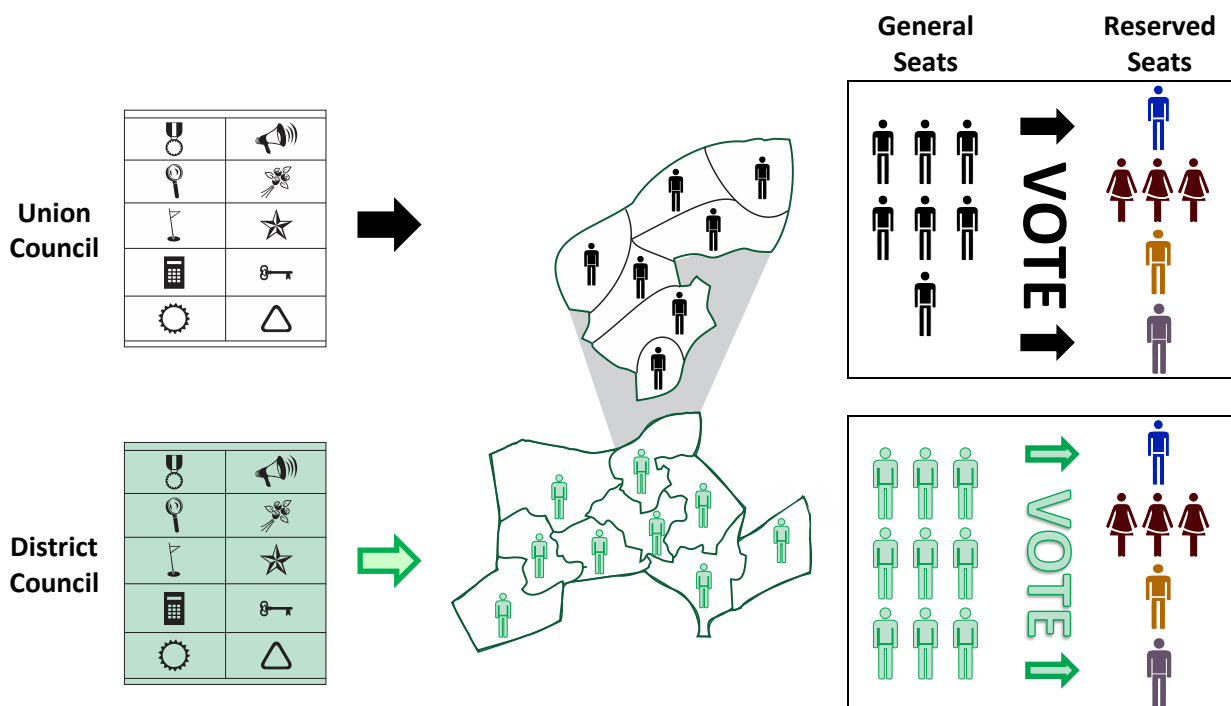 General
Seats
Reserved
Seats
Union
Council
VOTE
District
Council
VOTE